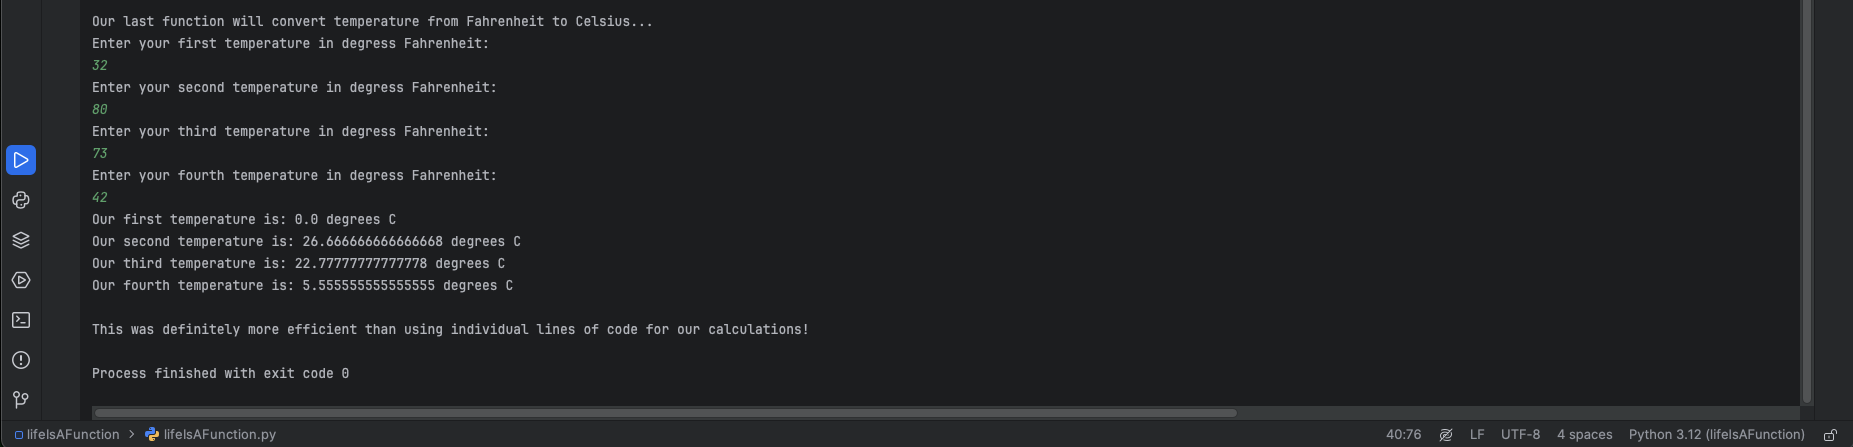 Our last function will convert temperature from Fahrenheit to Celsius...
Enter your first temperature in degress Fahrenheit:
32
Enter your second temperature in degress Fahrenheit:
80
Enter your third temperature in degress Fahrenheit:
73
Enter your fourth temperature in degress Fahrenheit:
42
Our first temperature is: 0.0 degrees C
Our second temperature is: 26.666666666666668 degrees C
Our third temperature is: 22.77777777777778 degrees C
Our fourth temperature is: 5.555555555555555 degrees C
This was definitely more efficient than using individual lines of code for our calculations!
Process finished with exit code 0
lifeIsAFunction > lifeIsAFunction.py 40:76 LF UTF-8 4 spaces Python 3.12 (lifeIsAFunction)